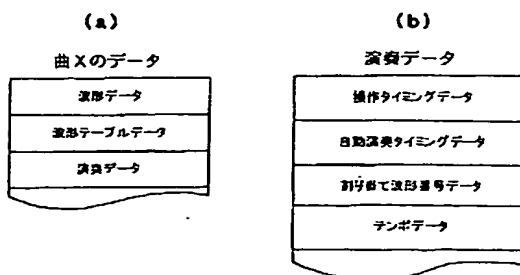 (a)
曲Xのデータ
波形データ
波形テーブルデータ
演奏データ
(b)
演奏データ
操作タイミングデータ
自動演奏タイミングデータ
割り当て波形番号データ
テンポデータ